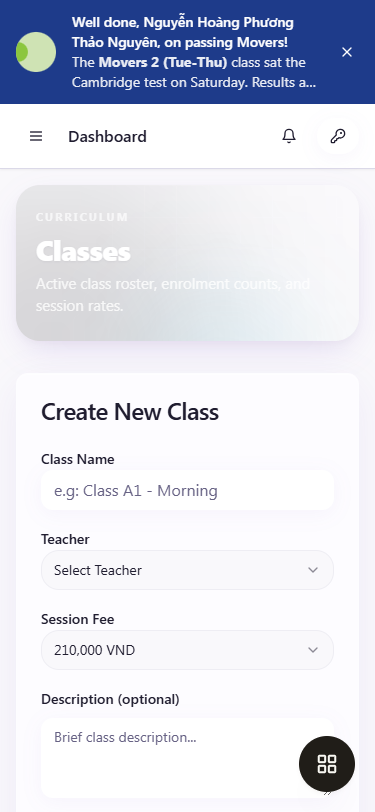 Well done, Nguyễn Hoàng Phương
Thảo Nguyên, on passing Movers!
The Movers 2 (Tue-Thu) class sat the
Cambridge test on Saturday. Results a...
Dashboard
CURRICULUM
Classes
Active class roster, enrolment counts, and
session rates.
Create New Class
Class Name
e.g: Class A1 - Morning
Teacher
Select Teacher
Session Fee
210,000 VND
Description (optional)
Brief class description...